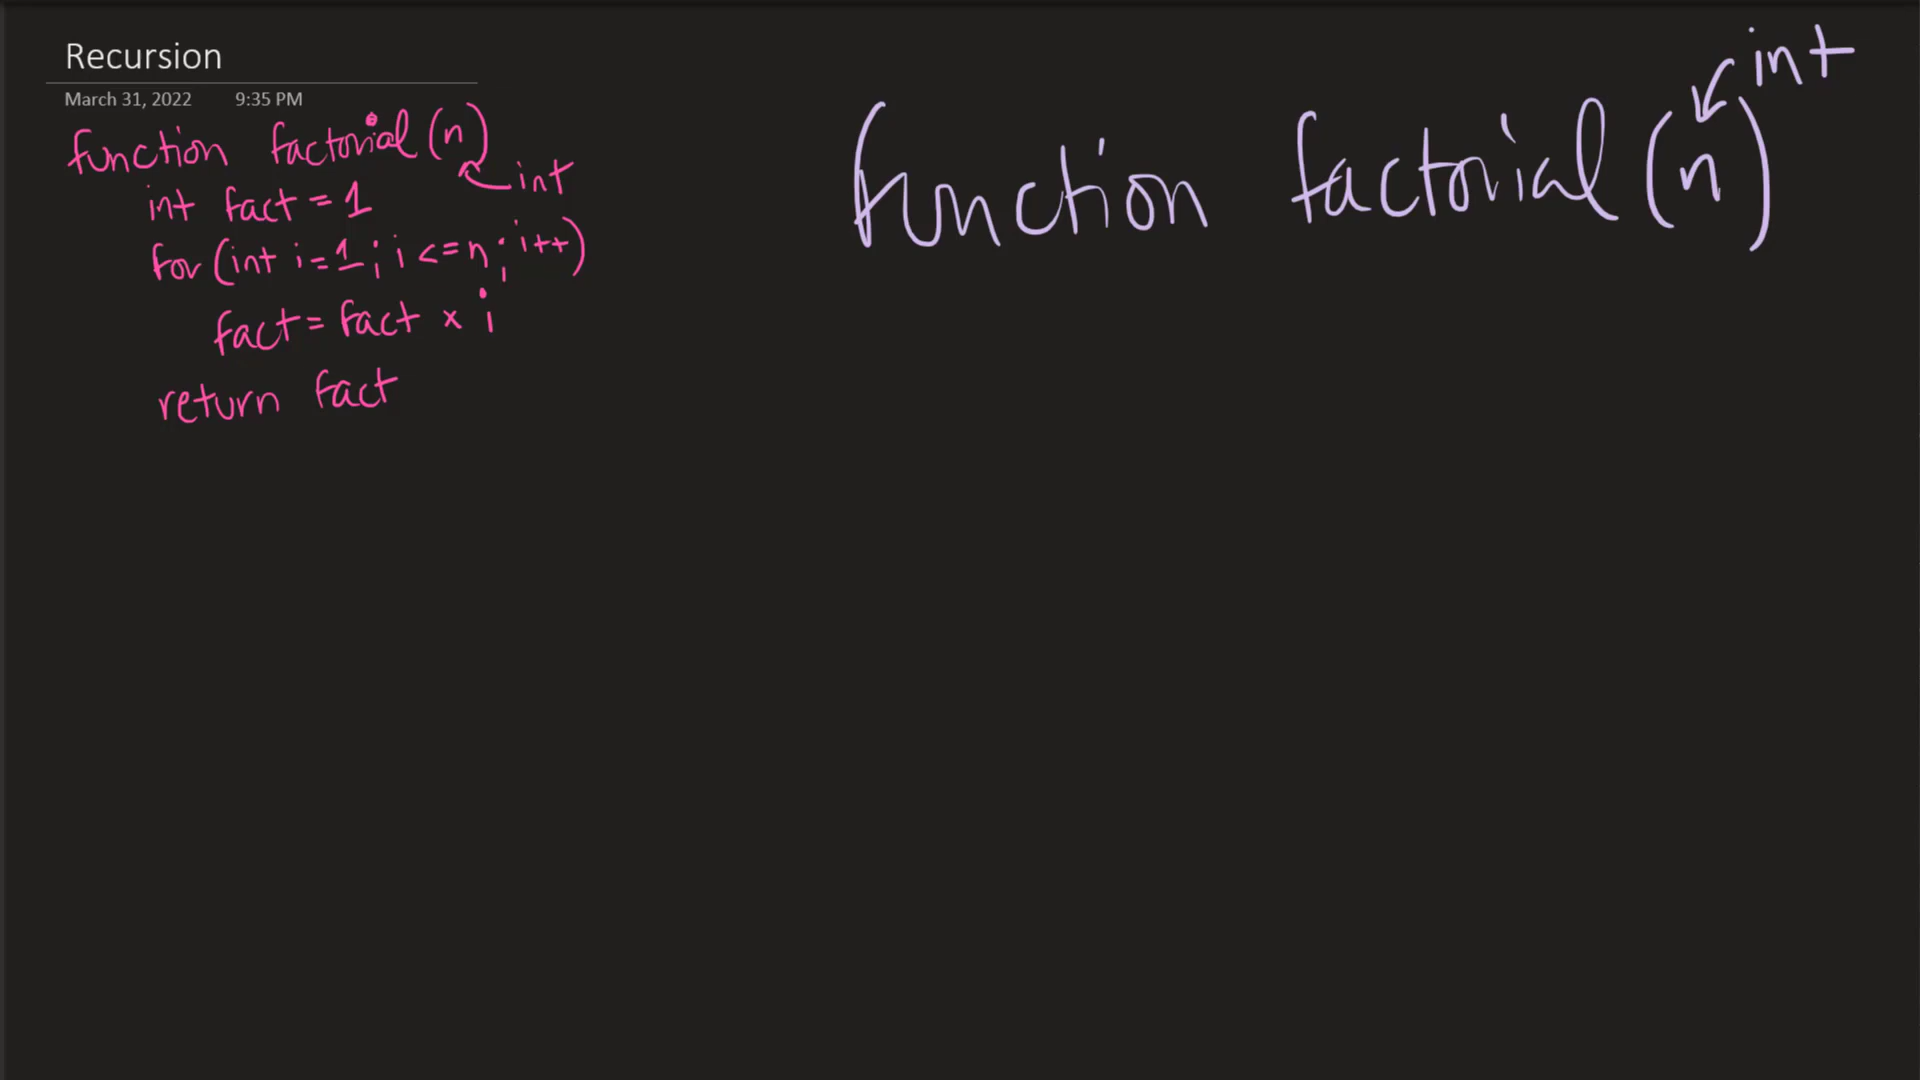 Recursion
March 31, 2022 9:35 PM
function factorial (n)
int
int fact = 1
for (int i=1; i <= n; i++)
fact = fact × i
return fact
int
function factorial (n)